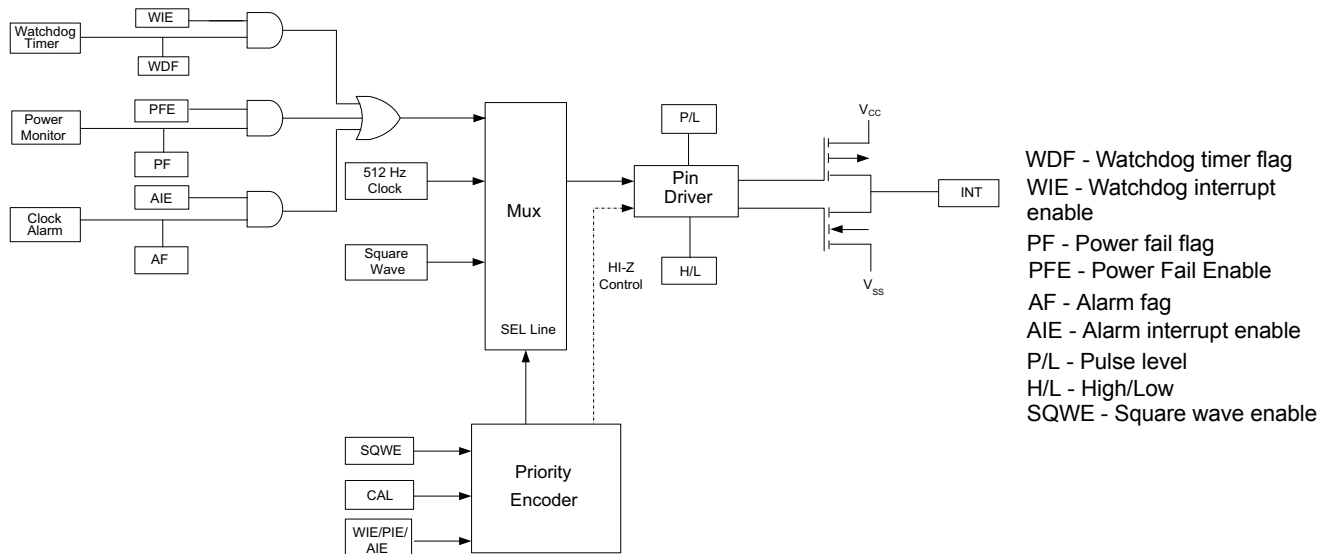 WIE
Watchdog
Timer
WDF
PFE
Power
Monitor
PF
AIE
Clock
Alarm
AF
512 Hz
Clock
Square
Wave
Mux
SEL Line
SQWE
CAL
WIE/PIE/
AIE
Priority
Encoder
HI-Z
Control
P/L
Pin
Driver
H/L
VCC
VSS
INT
WDF - Watchdog timer flag
WIE - Watchdog interrupt
enable
PF - Power fail flag
PFE - Power Fail Enable
AF - Alarm fag
AIE - Alarm interrupt enable
P/L - Pulse level
H/L - High/Low
SQWE - Square wave enable